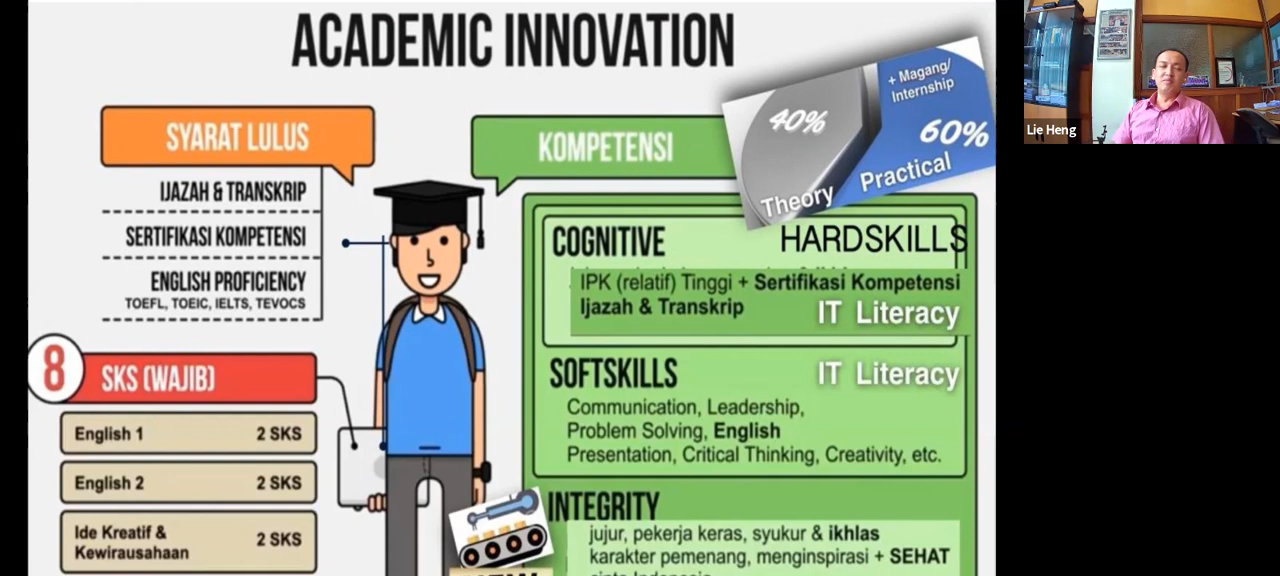 ACADEMIC INNOVATION
+ Magang/
Internship
40%
60%
Theory
Practical
SYARAT LULUS
IJAZAH & TRANSKRIP
SERTIFIKASI KOMPETENSI
ENGLISH PROFICIENCY
TOEFL, TOEIC, IELTS, TEVOCS
8
SKS (WAJIB)
English 1 2 SKS
English 2 2 SKS
Ide Kreatif &
Kewirausahaan 2 SKS
KOMPETENSI
COGNITIVE HARDSKILLS
IPK (relatif) Tinggi + Sertifikasi Kompetensi
Ijazah & Transkrip IT Literacy
SOFTSKILLS IT Literacy
Communication, Leadership,
Problem Solving, English
Presentation, Critical Thinking, Creativity, etc.
INTEGRITY
jujur, pekerja keras, syukur & ikhlas
karakter pemenang, menginspirasi + SEHAT
Lie Heng